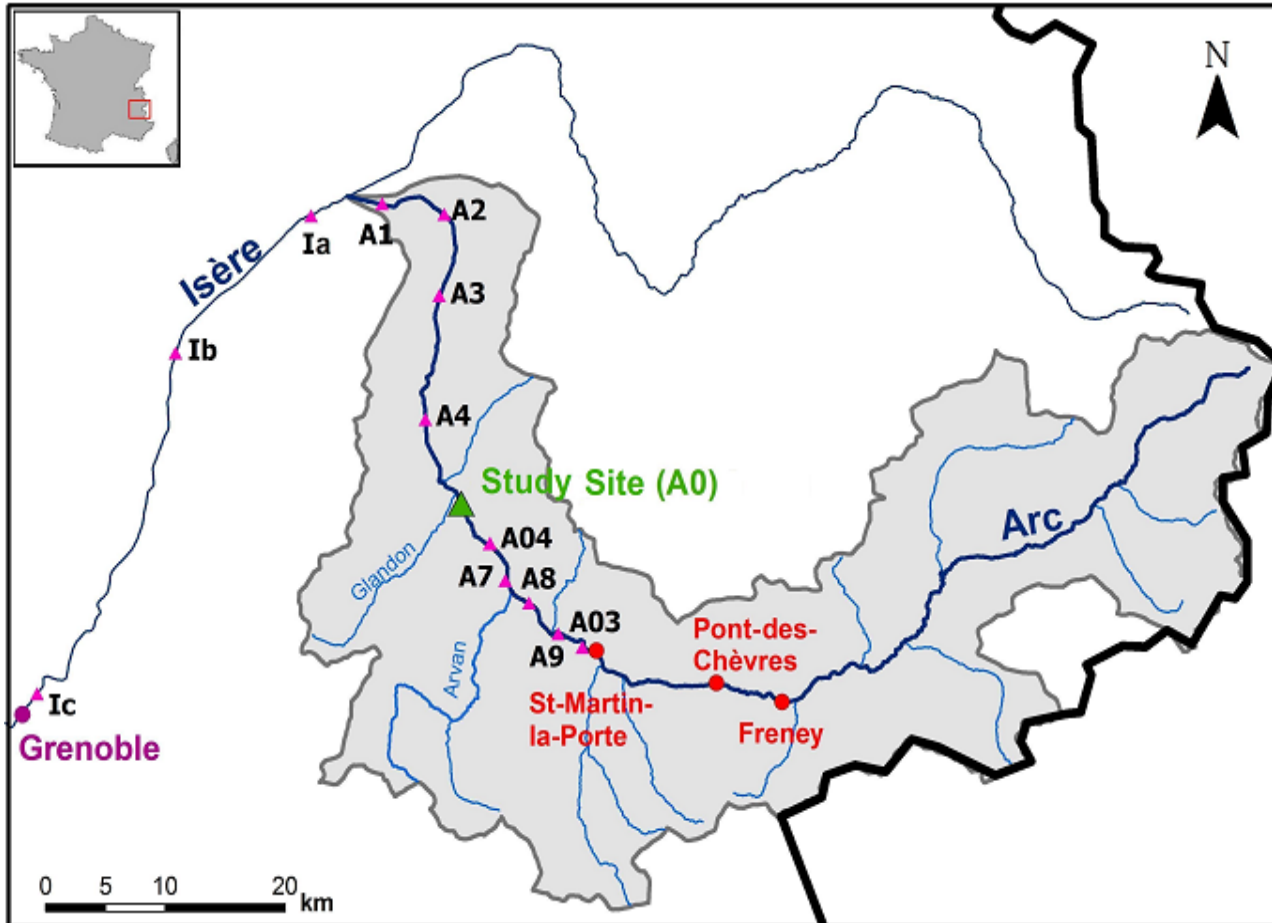 N
A2
A1
Ia
Isère
A3
Ib
A4
Study Site (A0)
Arc
A04
Glandon
A7
A8
A03
Pont-des-
Chèvres
A9
Arvan
St-Martin-
la-Porte
Freney
Ic
Grenoble
0 5 10 20
km